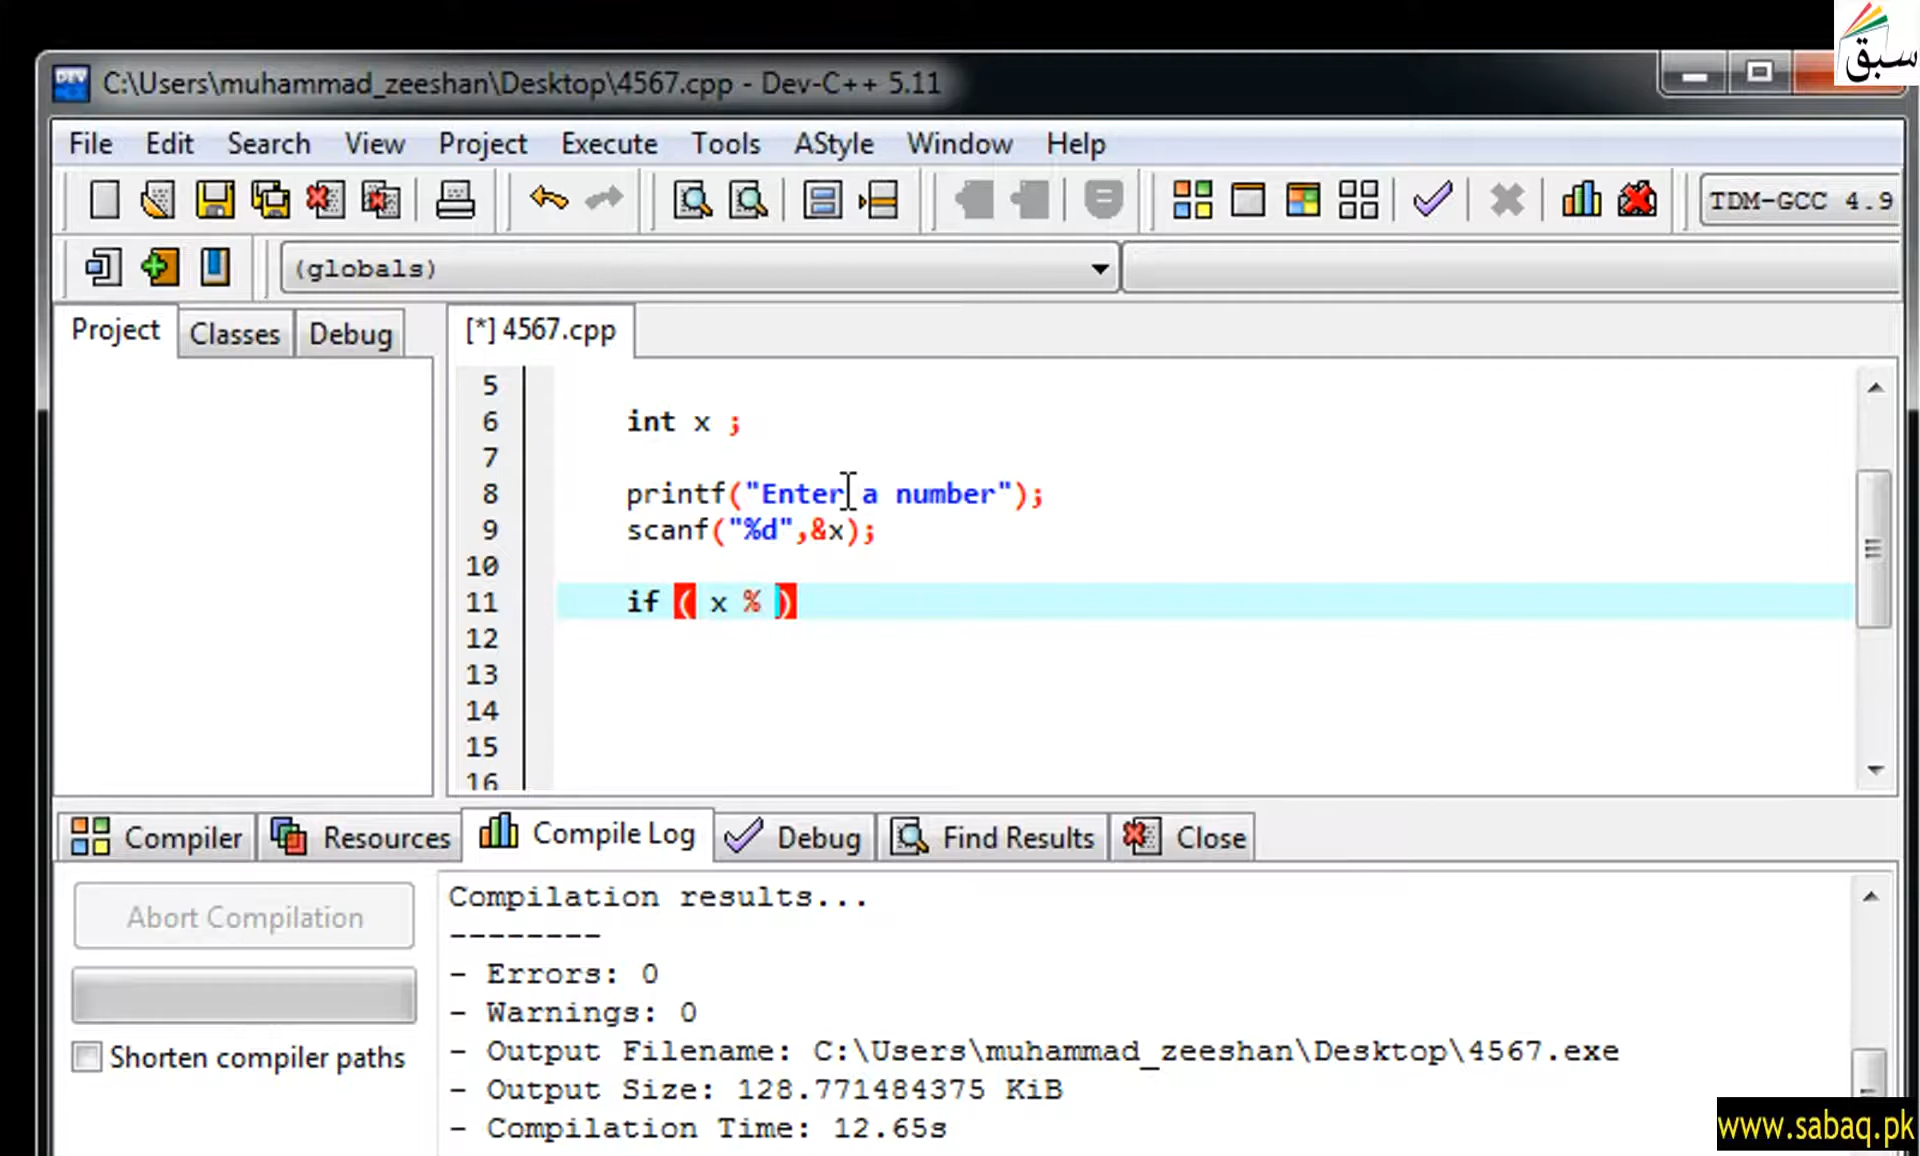 سبق
C:\Users\muhammad_zeeshan\Desktop\4567.cpp - Dev-C++ 5.11
File Edit Search View Project Execute Tools AStyle Window Help
TDM-GCC 4.9
(globals)
Project Classes Debug [*] 4567.cpp
5
6 int x ;
7
8 printf("Enter a number");
9 scanf("%d",&x);
10
11 if ( x % )
12
13
14
15
16
Compiler Resources Compile Log Debug Find Results Close
Abort Compilation
Shorten compiler paths
Compilation results...
--------
- Errors: 0
- Warnings: 0
- Output Filename: C:\Users\muhammad_zeeshan\Desktop\4567.exe
- Output Size: 128.771484375 KiB
- Compilation Time: 12.65s
www.sabaq.pk